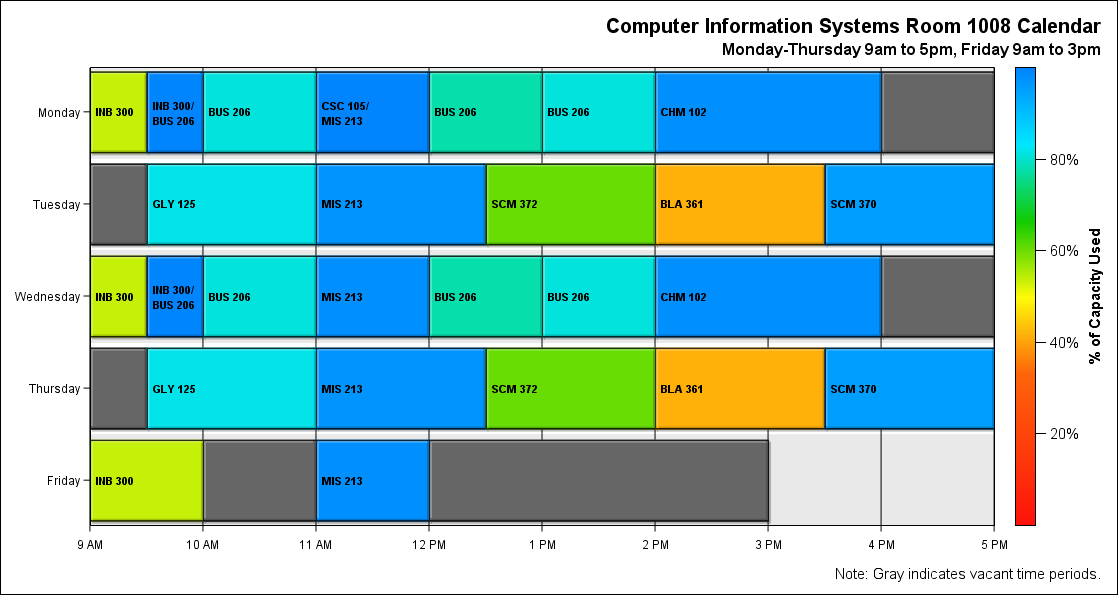 Computer Information Systems Room 1008 Calendar
Monday-Thursday 9am to 5pm, Friday 9am to 3pm
Monday
INB 300
INB 300/
BUS 206
BUS 206
CSC 105/
MIS 213
BUS 206
BUS 206
CHM 102
Tuesday
GLY 125
MIS 213
SCM 372
BLA 361
SCM 370
Wednesday
INB 300
INB 300/
BUS 206
BUS 206
MIS 213
BUS 206
BUS 206
CHM 102
Thursday
GLY 125
MIS 213
SCM 372
BLA 361
SCM 370
Friday
INB 300
MIS 213
9 AM
10 AM
11 AM
12 PM
1 PM
2 PM
3 PM
4 PM
5 PM
80%
60%
40%
20%
% of Capacity Used
Note: Gray indicates vacant time periods.